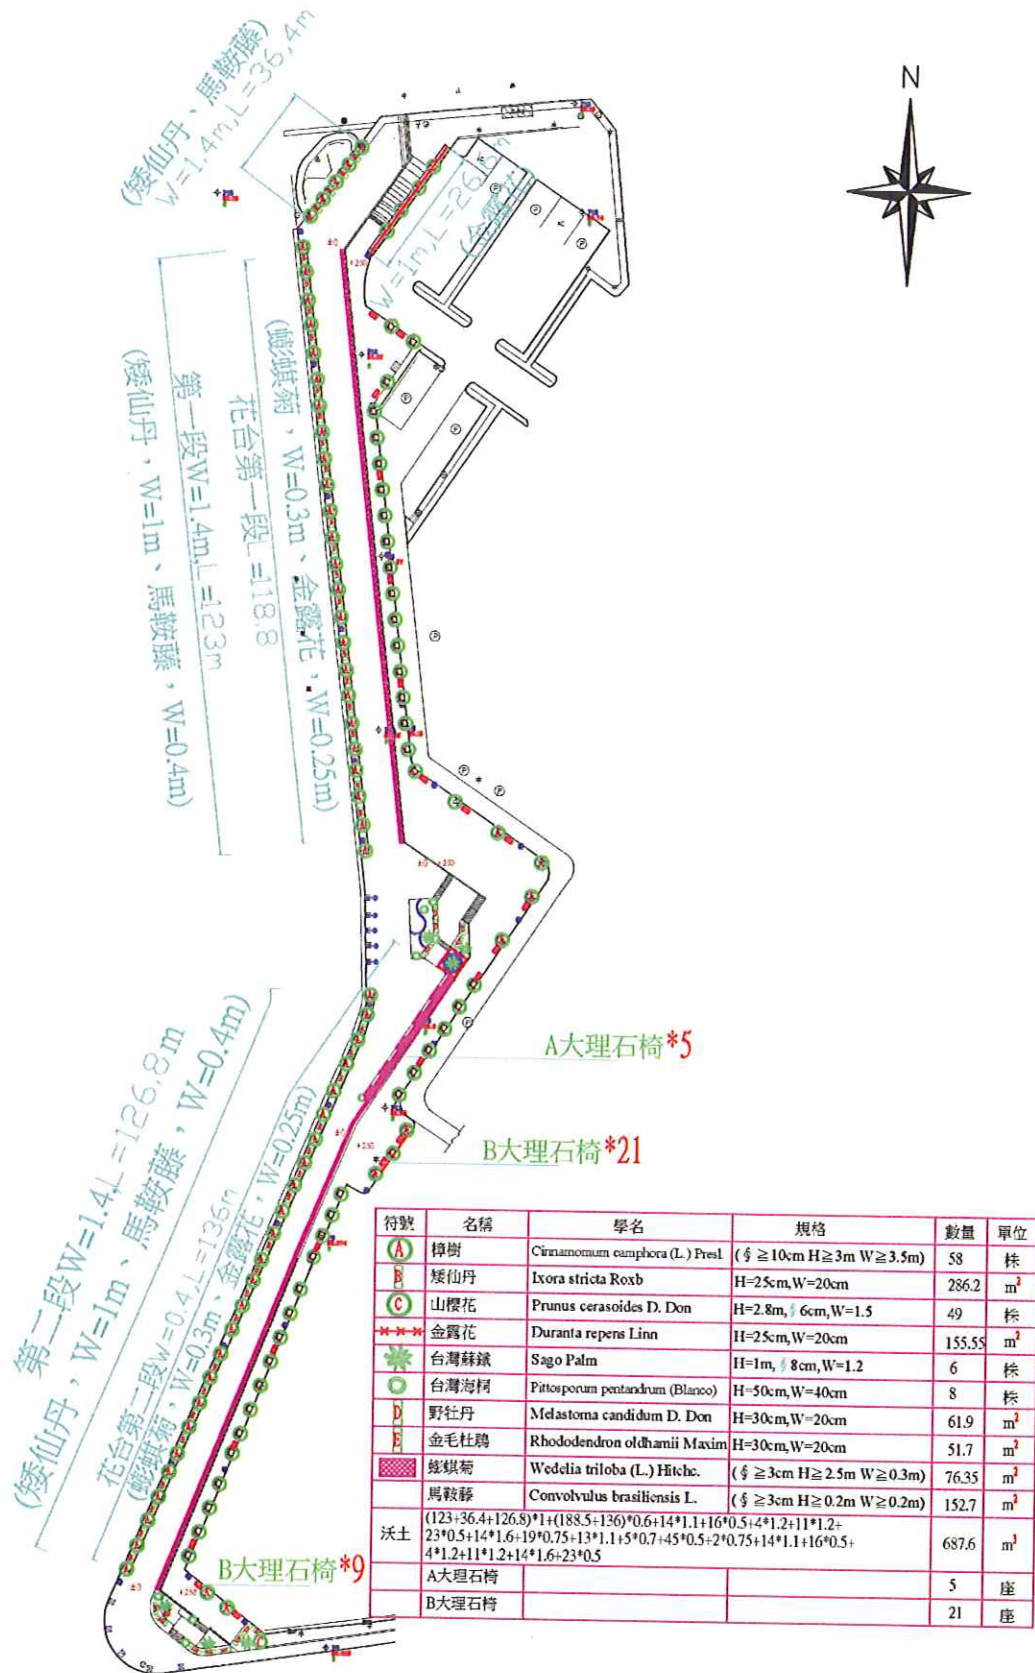 N
(矮仙丹、馬鞍藤)
W=1.4m,L=36.4m
W=1m,L=26.5m
(蟛蜞菊，W=0.3m、金露花，W=0.25m)
花台第一段L=118.8
第一段W=1.4m,L=123m
(矮仙丹，W=1m、馬鞍藤，W=0.4m)
A大理石椅*5
B大理石椅*21
第二段W=1.4,L=126.8m
(矮仙丹，W=1m、馬鞍藤，W=0.4m)
花台第二段W=0.4,L=136m
(蟛蜞菊，W=0.3m、金露花，W=0.25m)
B大理石椅*9
符號 名稱 學名 規格 數量 單位
A 樟樹 Cinnamomum camphora (L.) Presl. (∮≧10cm H≧3m W≧3.5m) 58 株
B 矮仙丹 Ixora stricta Roxb H=25cm,W=20cm 286.2 m²
C 山櫻花 Prunus cerasoides D. Don H=2.8m,∮6cm,W=1.5 49 株
金露花 Duranta repens Linn H=25cm,W=20cm 155.55 m²
台灣蘇鐵 Sago Palm H=1m,∮8cm,W=1.2 6 株
台灣海桐 Pittosporum pentandrum (Blanco) H=50cm,W=40cm 8 株
D 野牡丹 Melastoma candidum D. Don H=30cm,W=20cm 61.9 m²
E 金毛杜鵑 Rhododendron oldhamii Maxim H=30cm,W=20cm 51.7 m²
蟛蜞菊 Wedelia triloba (L.) Hitchc. (∮≧3cm H≧2.5m W≧0.3m) 76.35 m²
馬鞍藤 Convolvulus brasiliensis L. (∮≧3cm H≧0.2m W≧0.2m) 152.7 m²
沃土 (123+36.4+126.8)*1+(188.5+136)*0.6+14*1.1+16*0.5+4*1.2+11*1.2+
23*0.5+14*1.6+19*0.75+13*1.1+5*0.7+45*0.5+2*0.75+14*1.1+16*0.5+
4*1.2+11*1.2+14*1.6+23*0.5 687.6 m³
A大理石椅 5 座
B大理石椅 21 座